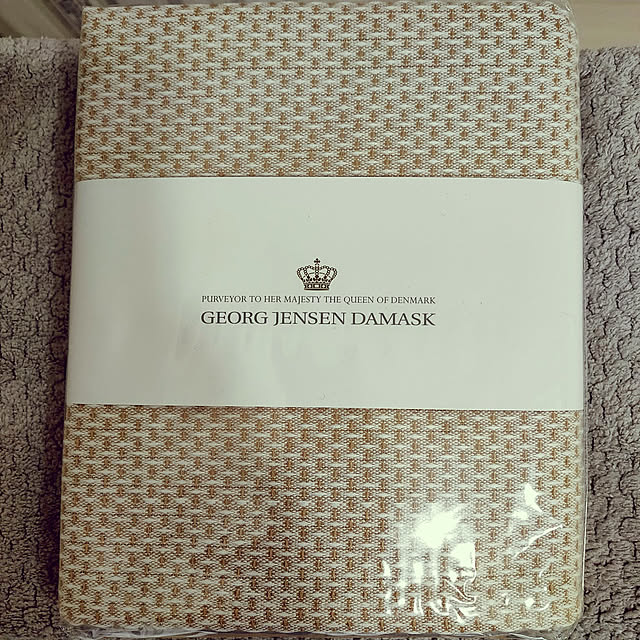 PURVEYOR TO HER MAJESTY THE QUEEN OF DENMARK
GEORG JENSEN DAMASK